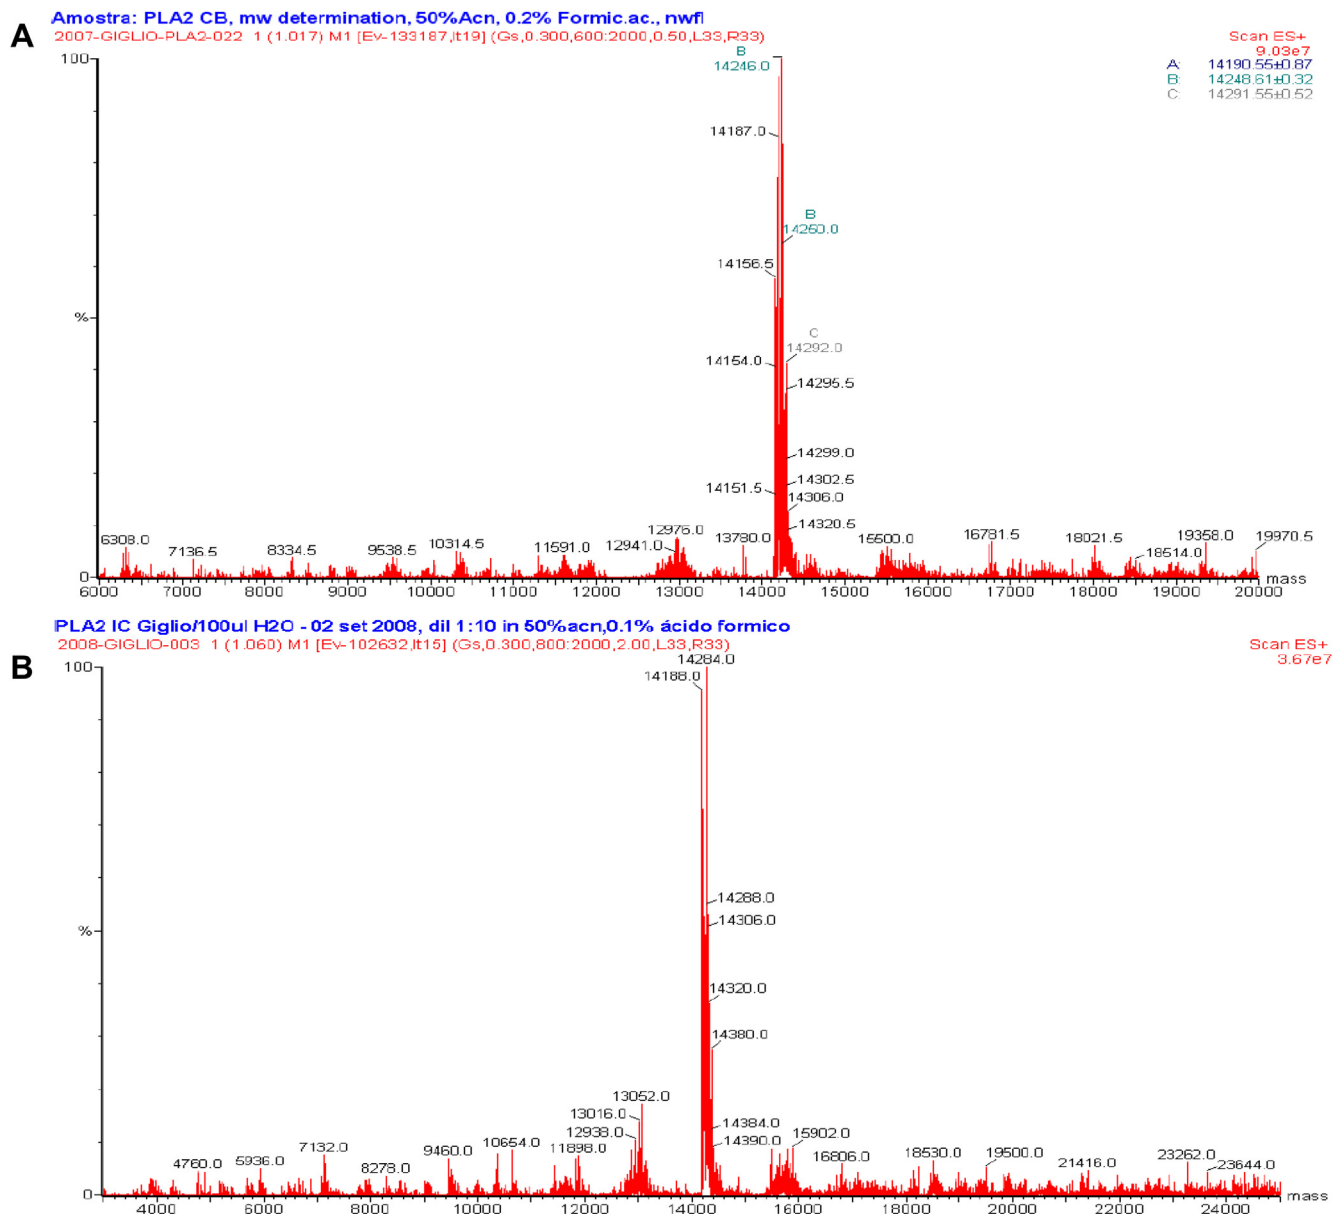 A
Amostra: PLA2 CB, mw determination, 50%Acn, 0.2% Formic.ac., nwfl
2007-GIGLIO-PLA2-022 1 (1.017) M1 [Ev-133187,It19] (Gs,0.300,600:2000,0.50,L33,R33)
Scan ES+
9.03e7
A: 14190.55±0.87
B: 14248.61±0.32
C 14291.55±0.52
100
%
0
B
14246.0
14187.0
B
14250.0
14156.5
C
14292.0
14154.0
14295.5
14299.0
14302.5
14151.5
14306.0
14320.5
6308.0
7136.5
8334.5
9538.5
10314.5
11591.0
12941.0
12976.0
13780.0
15500.0
16781.5
18021.5
18514.0
19358.0
19970.5
6000 7000 8000 9000 10000 11000 12000 13000 14000 15000 16000 17000 18000 19000 20000
mass
B
PLA2 IC Giglio/100ul H2O - 02 set 2008, dil 1:10 in 50%acn,0.1% ácido formico
2008-GIGLIO-003 1 (1.060) M1 [Ev-102632,It15] (Gs,0.300,800:2000,2.00,L33,R33)
Scan ES+
3.67e7
100
%
0
14284.0
14188.0
14288.0
14306.0
14320.0
14380.0
14384.0
14390.0
4760.0
5936.0
7132.0
8278.0
9460.0
10654.0
11898.0
12938.0
13016.0
13052.0
15902.0
16806.0
18530.0
19500.0
21416.0
23262.0
23644.0
4000 6000 8000 10000 12000 14000 16000 18000 20000 22000 24000
mass